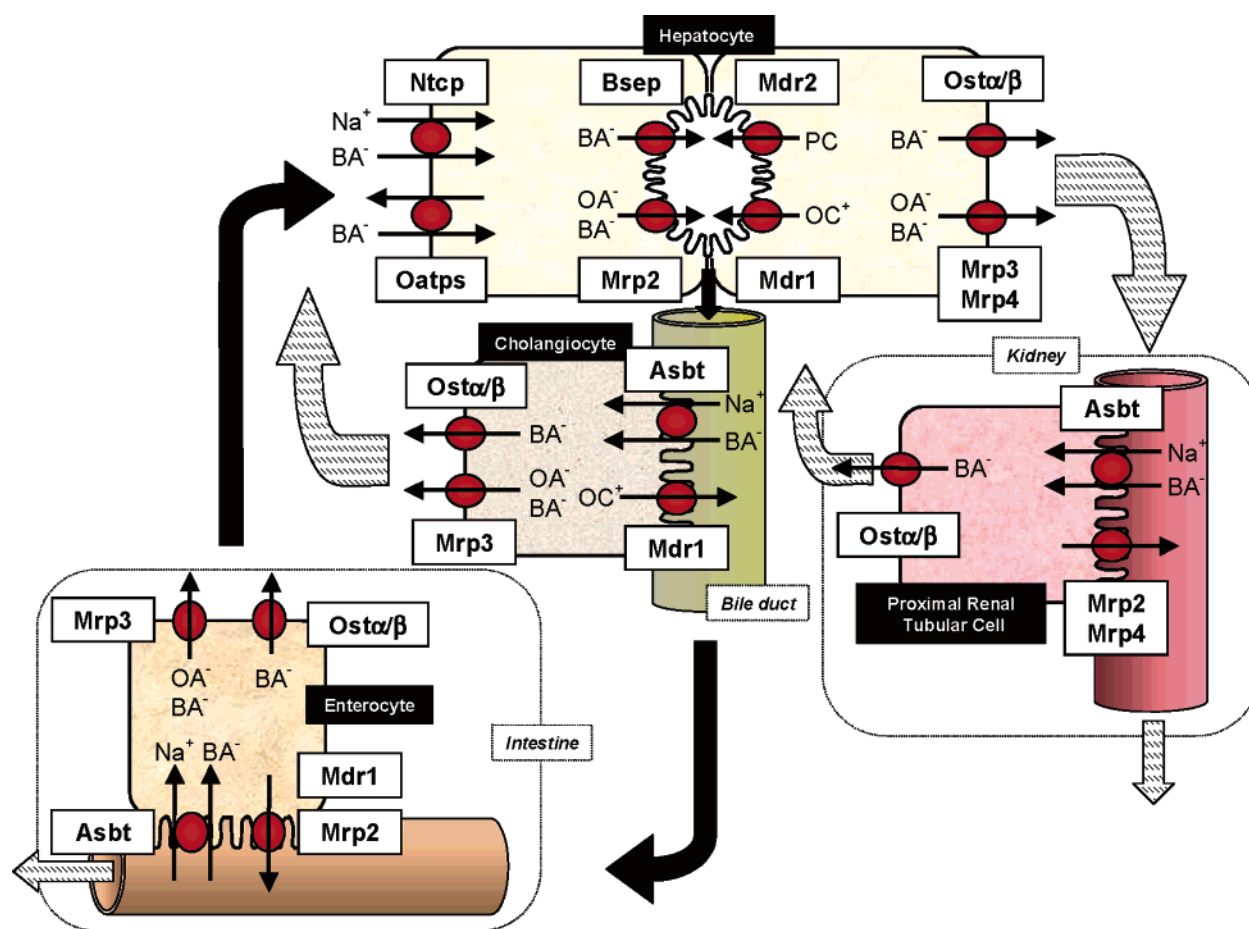 Hepatocyte
Ntcp
Bsep
Mdr2
Ostα/β
Na⁺
BA⁻
BA⁻
PC
BA⁻
OA⁻
BA⁻
OC⁺
OA⁻
BA⁻
BA⁻
Oatps
Mrp2
Mdr1
Mrp3
Mrp4
Cholangiocyte
Asbt
Ostα/β
Na⁺
BA⁻
BA⁻
OA⁻
BA⁻
OC⁺
Mrp3
Mdr1
Bile duct
Kidney
Asbt
Na⁺
BA⁻
BA⁻
Ostα/β
Proximal Renal
Tubular Cell
Mrp2
Mrp4
Mrp3
Ostα/β
OA⁻
BA⁻
BA⁻
Enterocyte
Intestine
Na⁺ BA⁻
Mdr1
Asbt
Mrp2